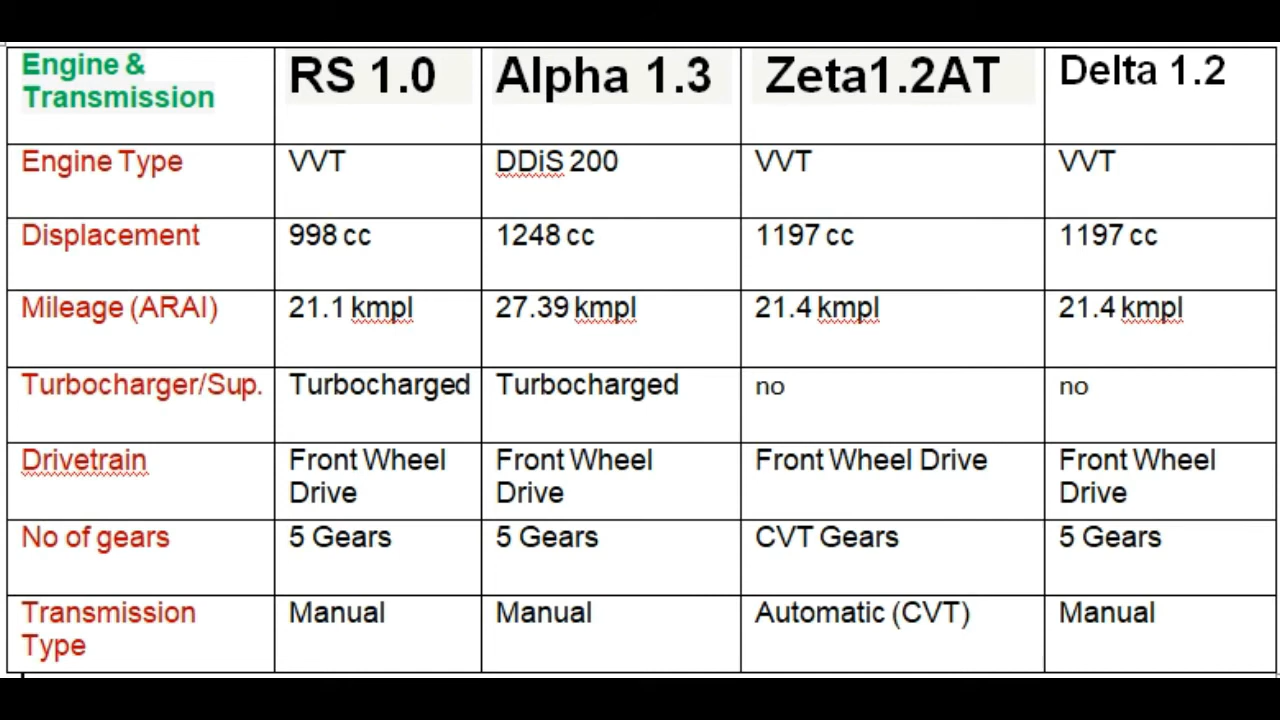 Engine &
Transmission
RS 1.0
Alpha 1.3
Zeta1.2AT
Delta 1.2
Engine Type
VVT
DDiS 200
VVT
VVT
Displacement
998 cc
1248 cc
1197 cc
1197 cc
Mileage (ARAI)
21.1 kmpl
27.39 kmpl
21.4 kmpl
21.4 kmpl
Turbocharger/Sup.
Turbocharged
Turbocharged
no
no
Drivetrain
Front Wheel
Drive
Front Wheel
Drive
Front Wheel Drive
Front Wheel
Drive
No of gears
5 Gears
5 Gears
CVT Gears
5 Gears
Transmission
Type
Manual
Manual
Automatic (CVT)
Manual